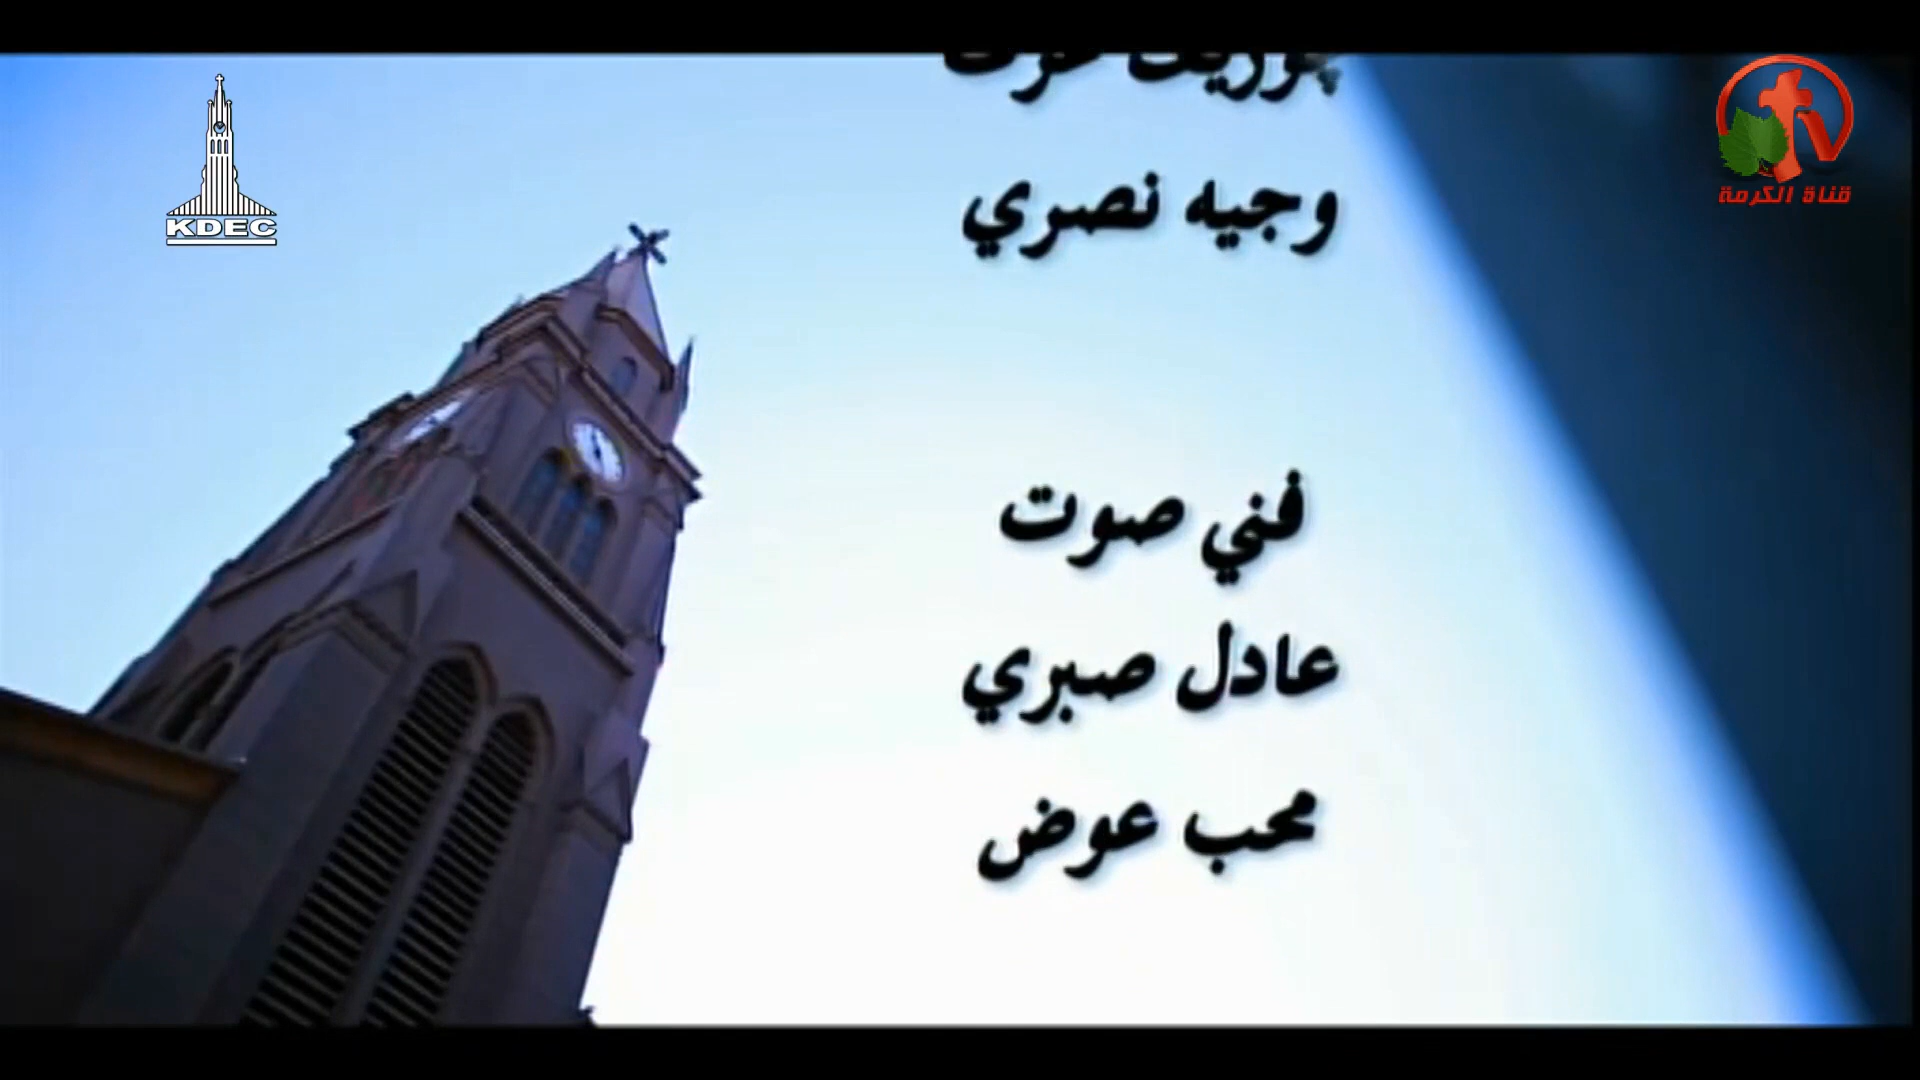 وجيه نصري
فني صوت
عادل صبري
محب عوض
KDEC
tv
قناة الكرمة